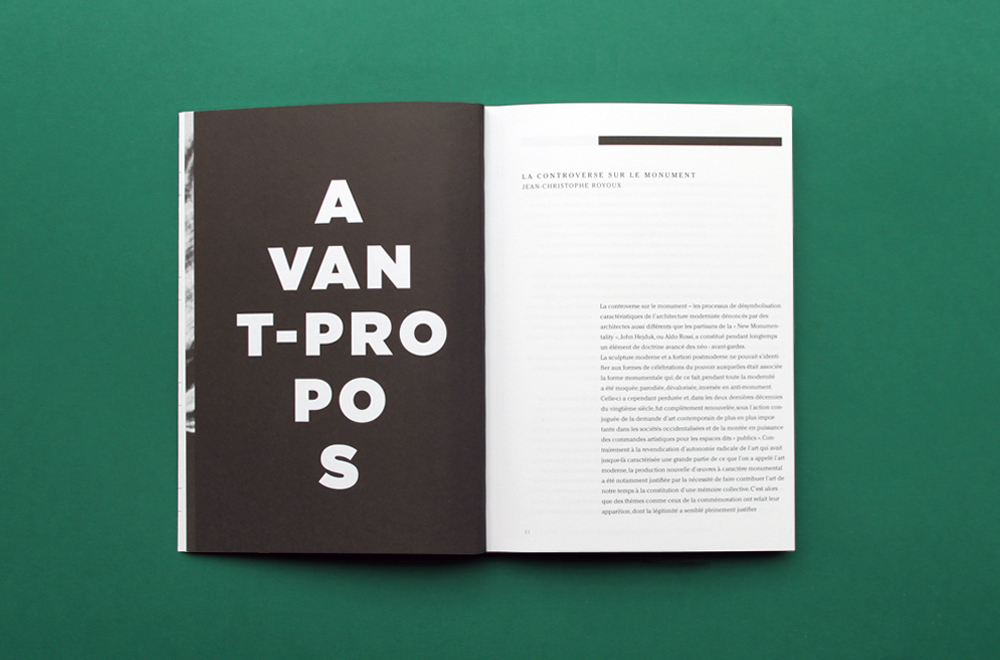 A
VAN
T-PRO
PO
S
LA CONTROVERSE SUR LE MONUMENT
JEAN-CHRISTOPHE ROYOUX
La controverse sur le monument – les processus de désymbolisation
caractéristiques de l'architecture moderniste dénoncés par des
architectes aussi différents que les partisans de la « New Monumen-
tality », John Hejduk, ou Aldo Rossi, a constitué pendant longtemps
un élément de doctrine avancé des néo - avant-gardes.
La sculpture moderne et a fortiori postmoderne ne pouvait s'identi-
fier aux formes de célébrations du pouvoir auxquelles était associée
la forme monumentale qui, de ce fait, pendant toute la modernité
a été moquée, parodiée, dévalorisée, inversée en anti-monument.
Celle-ci a cependant perdurée et, dans les deux dernières décennies
du vingtième siècle, fut complètement renouvelée, sous l'action con-
juguée de la demande d'art contemporain de plus en plus impor-
tante dans les sociétés occidentalisées et de la montée en puissance
des commandes artistiques pour les espaces dits « publics ». Con-
trairement à la revendication d'autonomie radicale de l'art qui avait
jusque-là caractérisée une grande partie de ce que l'on a appelé l'art
moderne, la production nouvelle d'œuvres à caractère monumental
a été notamment justifiée par la nécessité de faire contribuer l'art de
notre temps à la constitution d'une mémoire collective. C'est alors
que des thèmes comme ceux de la commémoration ont refait leur
apparition, dont la légitimité a semblé pleinement justifier